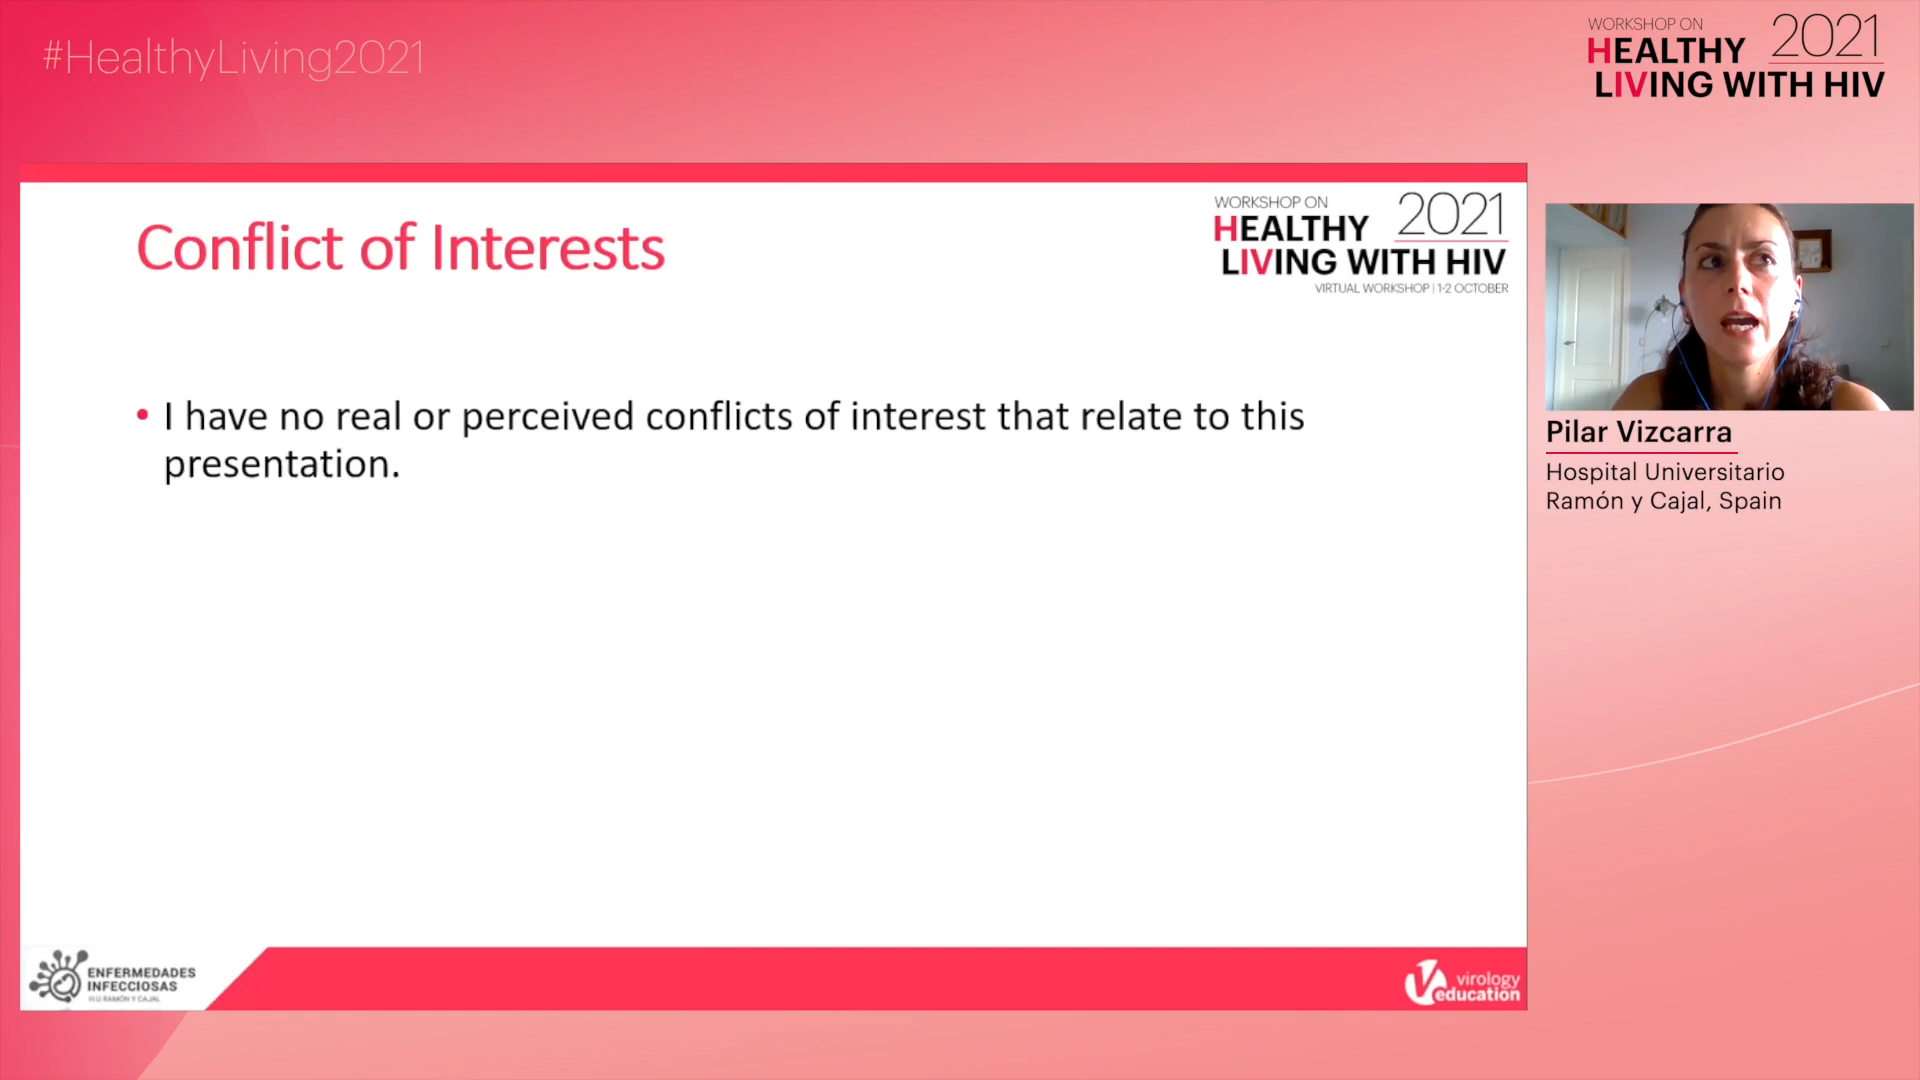 #HealthyLiving2021
WORKSHOP ON
HEALTHY 2021
LIVING WITH HIV
Conflict of Interests
WORKSHOP ON
HEALTHY 2021
LIVING WITH HIV
VIRTUAL WORKSHOP | 1-2 OCTOBER
• I have no real or perceived conflicts of interest that relate to this
presentation.
Pilar Vizcarra
Hospital Universitario
Ramón y Cajal, Spain
ENFERMEDADES
INFECCIOSAS
H.U RAMÓN Y CAJAL
virology
education